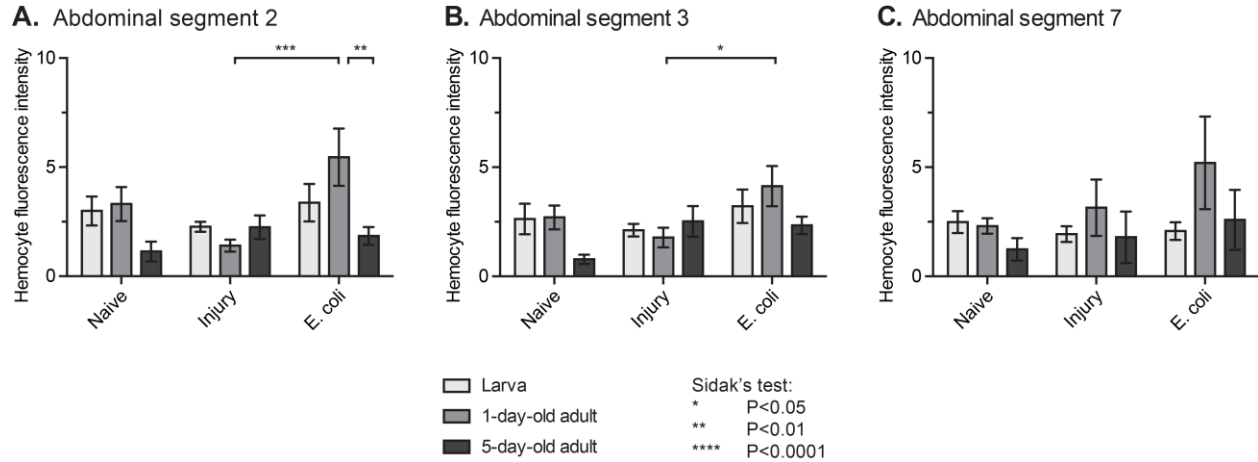 A. Abdominal segment 2
Hemocyte fluorescence intensity
10
5
0
***
**
Naive
Injury
E. coli
B. Abdominal segment 3
Hemocyte fluorescence intensity
10
5
0
*
Naive
Injury
E. coli
C. Abdominal segment 7
Hemocyte fluorescence intensity
10
5
0
Naive
Injury
E. coli
Larva
1-day-old adult
5-day-old adult
Sidak's test:
* P<0.05
** P<0.01
**** P<0.0001